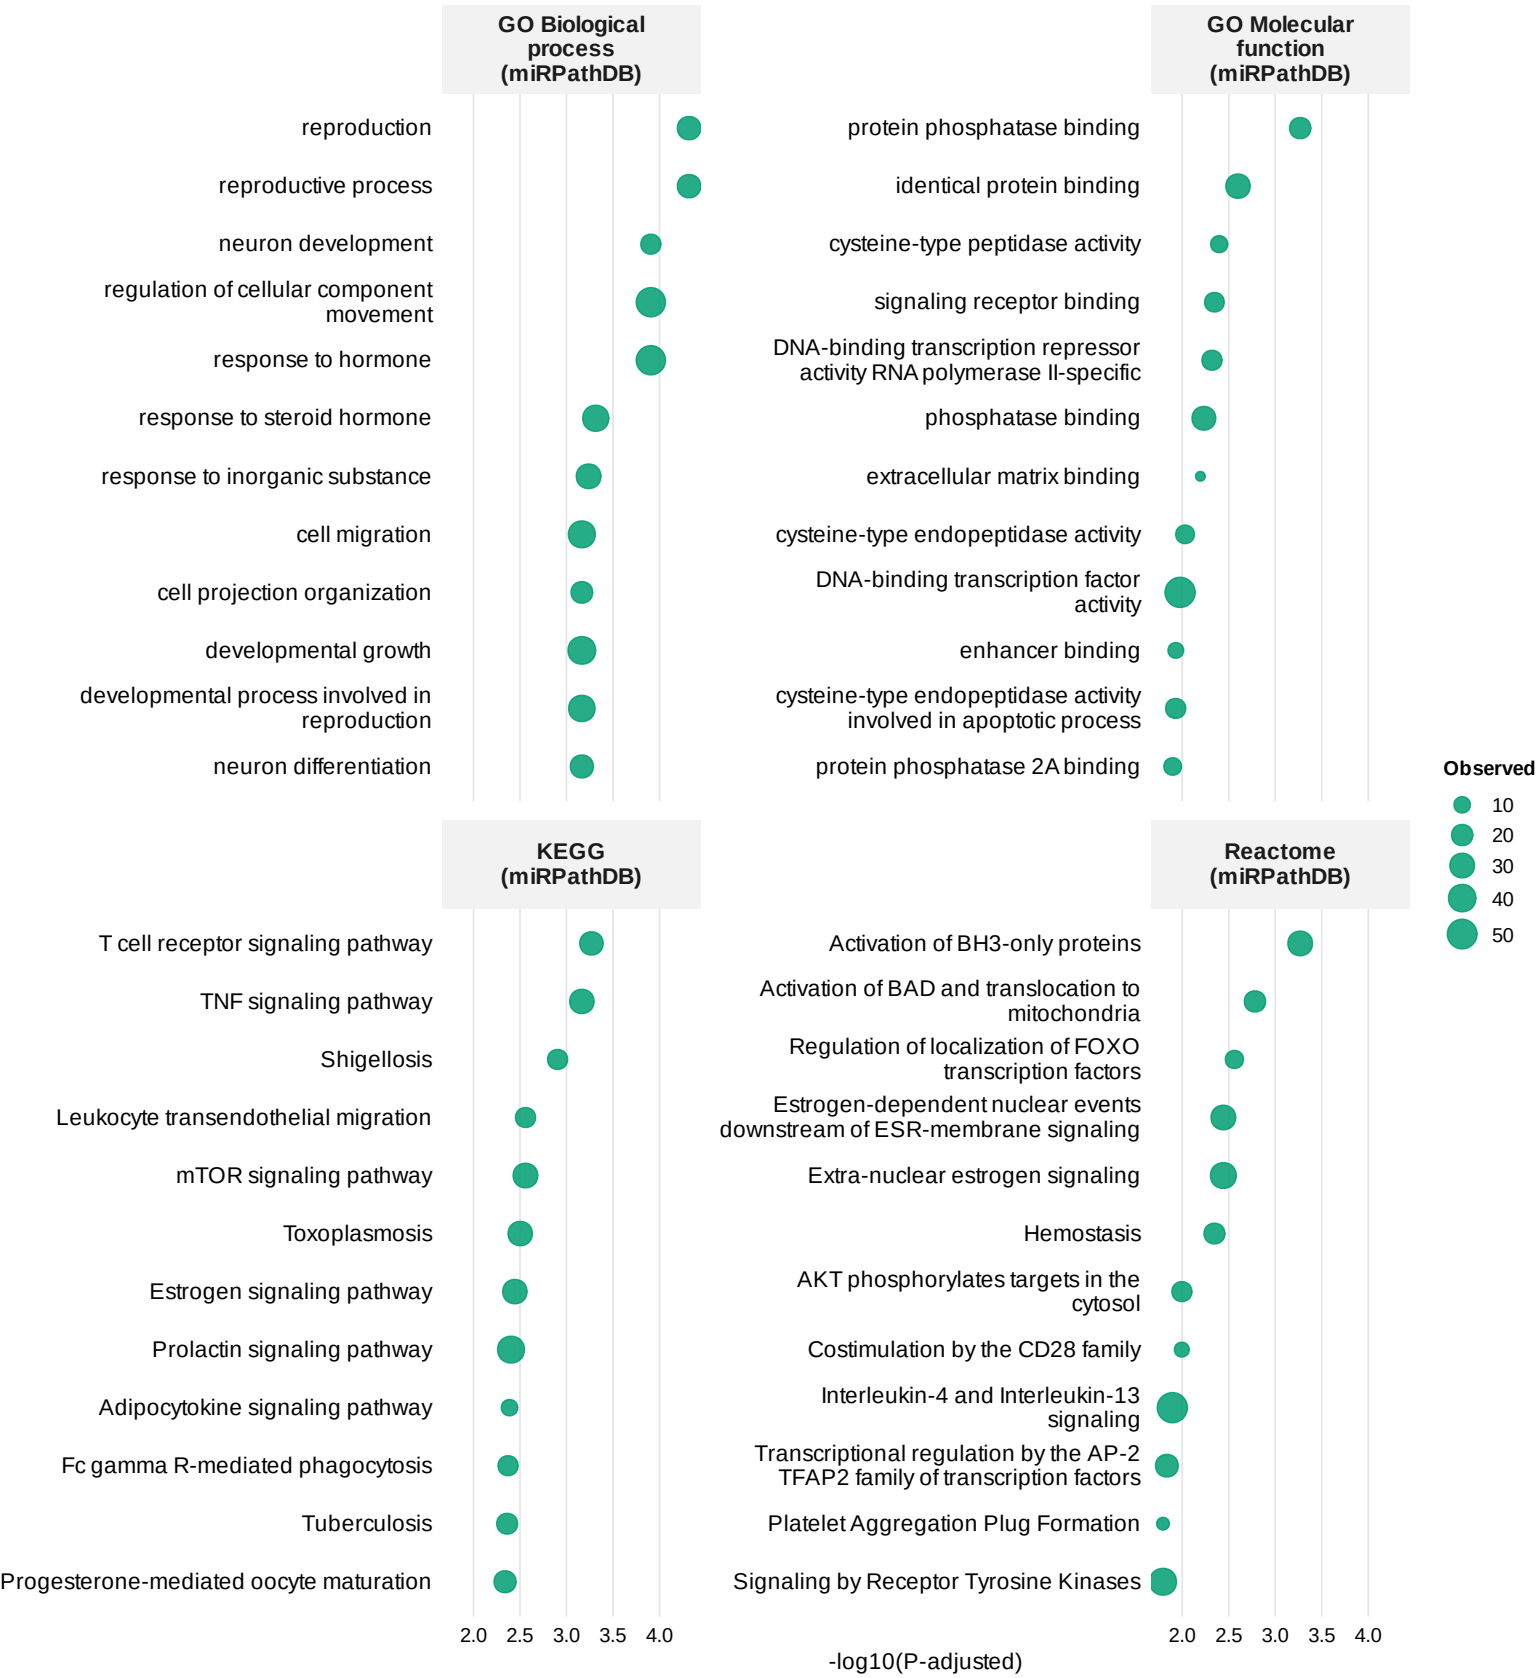 GO Biological
process
(miRPathDB)
reproduction
reproductive process
neuron development
regulation of cellular component
movement
response to hormone
response to steroid hormone
response to inorganic substance
cell migration
cell projection organization
developmental growth
developmental process involved in
reproduction
neuron differentiation
GO Molecular
function
(miRPathDB)
protein phosphatase binding
identical protein binding
cysteine-type peptidase activity
signaling receptor binding
DNA-binding transcription repressor
activity RNA polymerase II-specific
phosphatase binding
extracellular matrix binding
cysteine-type endopeptidase activity
DNA-binding transcription factor
activity
enhancer binding
cysteine-type endopeptidase activity
involved in apoptotic process
protein phosphatase 2A binding
KEGG
(miRPathDB)
T cell receptor signaling pathway
TNF signaling pathway
Shigellosis
Leukocyte transendothelial migration
mTOR signaling pathway
Toxoplasmosis
Estrogen signaling pathway
Prolactin signaling pathway
Adipocytokine signaling pathway
Fc gamma R-mediated phagocytosis
Tuberculosis
Progesterone-mediated oocyte maturation
2.0 2.5 3.0 3.5 4.0
Reactome
(miRPathDB)
Activation of BH3-only proteins
Activation of BAD and translocation to
mitochondria
Regulation of localization of FOXO
transcription factors
Estrogen-dependent nuclear events
downstream of ESR-membrane signaling
Extra-nuclear estrogen signaling
Hemostasis
AKT phosphorylates targets in the
cytosol
Costimulation by the CD28 family
Interleukin-4 and Interleukin-13
signaling
Transcriptional regulation by the AP-2
TFAP2 family of transcription factors
Platelet Aggregation Plug Formation
Signaling by Receptor Tyrosine Kinases
2.0 2.5 3.0 3.5 4.0
-log10(P-adjusted)
Observed
10
20
30
40
50